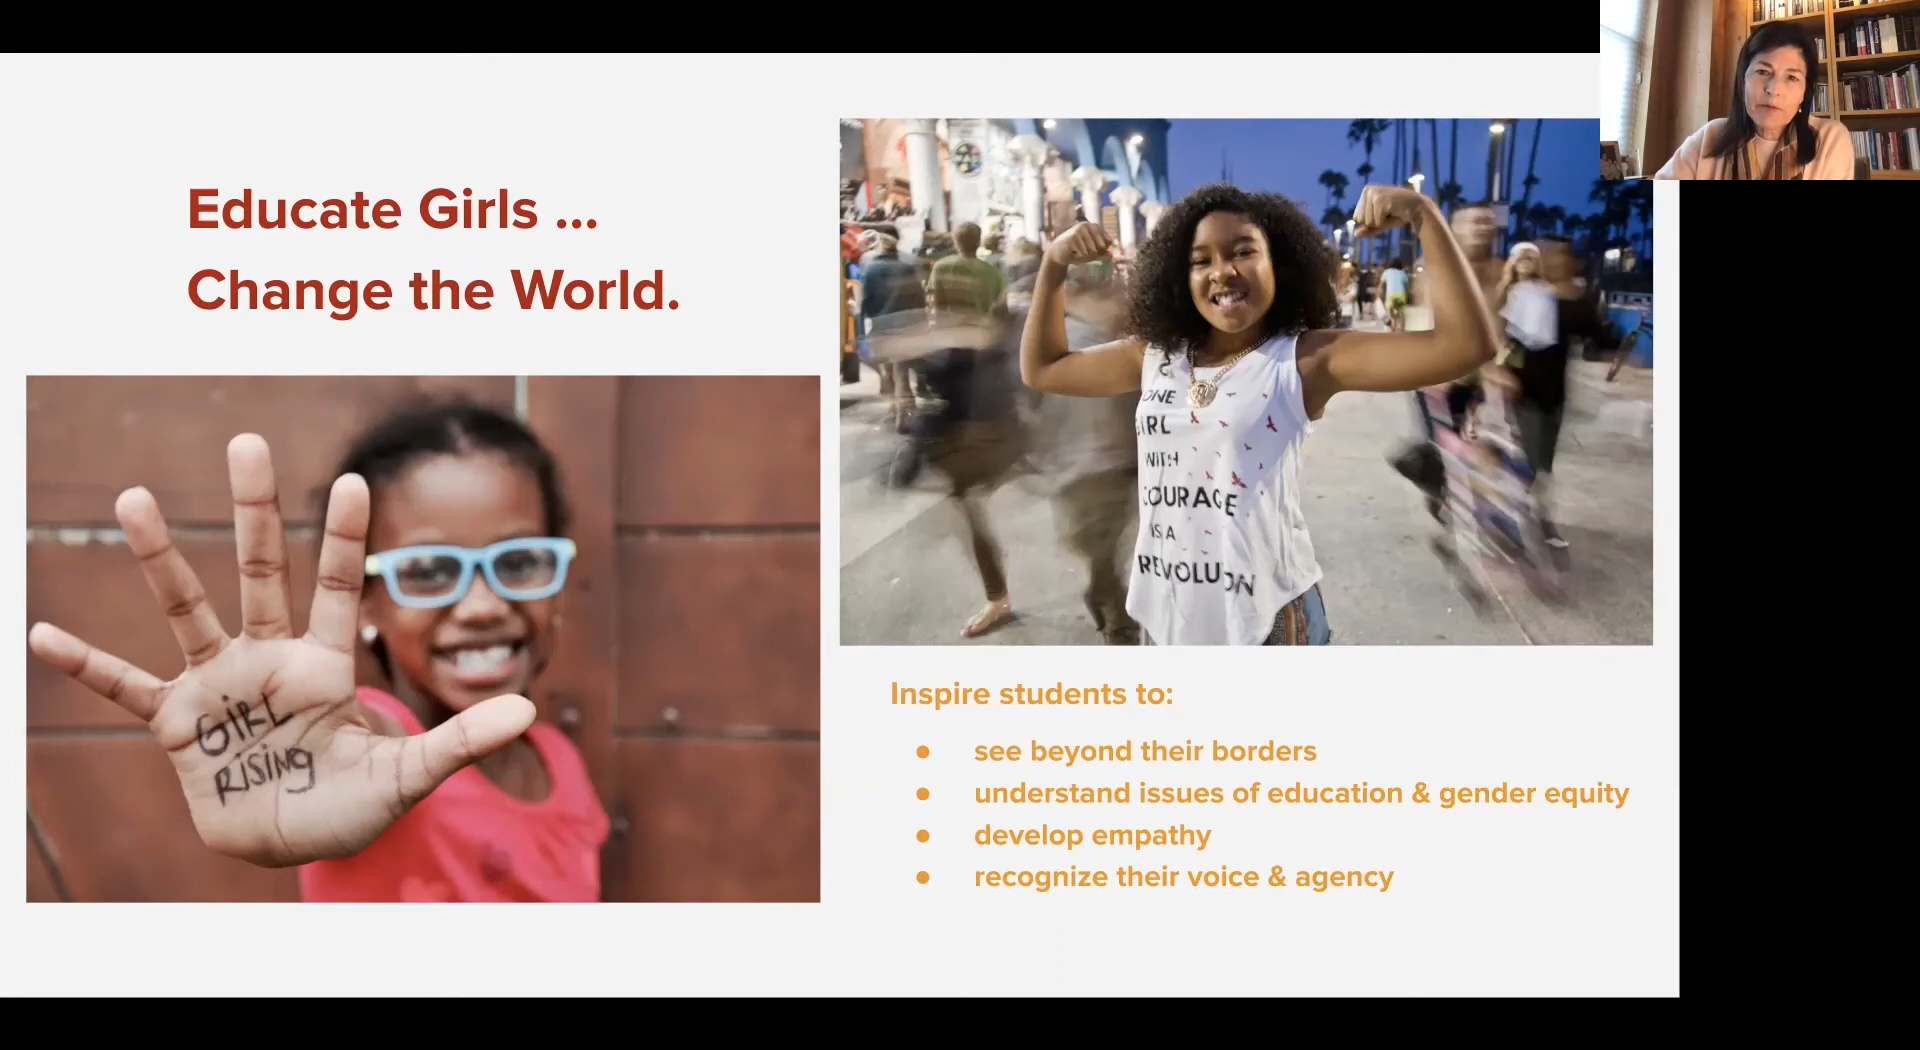 Educate Girls ...
Change the World.
GiRL
RiSiNG
ONE
GIRL
WITH
COURAGE
IS A
REVOLUTION
Inspire students to:
● see beyond their borders
● understand issues of education & gender equity
● develop empathy
● recognize their voice & agency